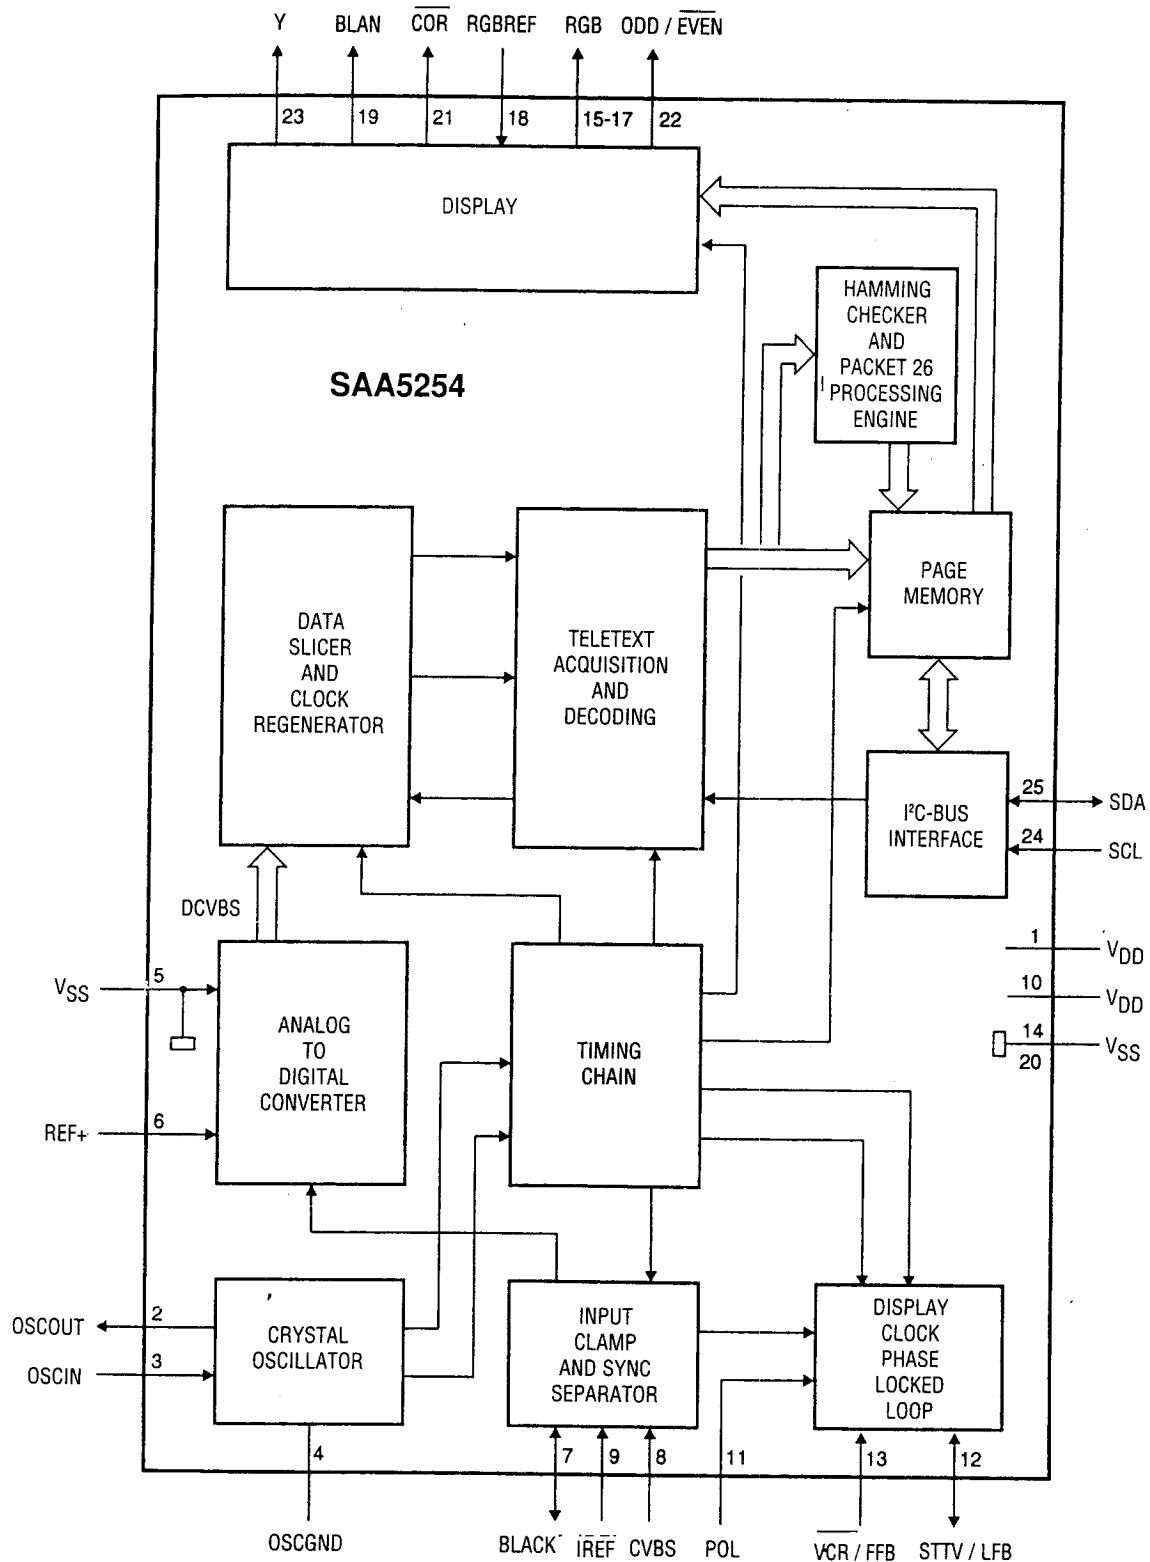 Y BLAN COR RGBREF RGB ODD / EVEN
23 19 21 18 15-17 22
DISPLAY
HAMMING
CHECKER
AND
PACKET 26
PROCESSING
ENGINE
SAA5254
DATA
SLICER
AND
CLOCK
REGENERATOR
TELETEXT
ACQUISITION
AND
DECODING
PAGE
MEMORY
I²C-BUS
INTERFACE
25 SDA
24 SCL
DCVBS
1 VDD
10 VDD
14 VSS
20
VSS 5
REF+ 6
ANALOG
TO
DIGITAL
CONVERTER
TIMING
CHAIN
OSCOUT 2
OSCIN 3
CRYSTAL
OSCILLATOR
INPUT
CLAMP
AND SYNC
SEPARATOR
DISPLAY
CLOCK
PHASE
LOCKED
LOOP
4 7 9 8 11 13 12
OSCGND BLACK IREF CVBS POL VCR / FFB STTV / LFB